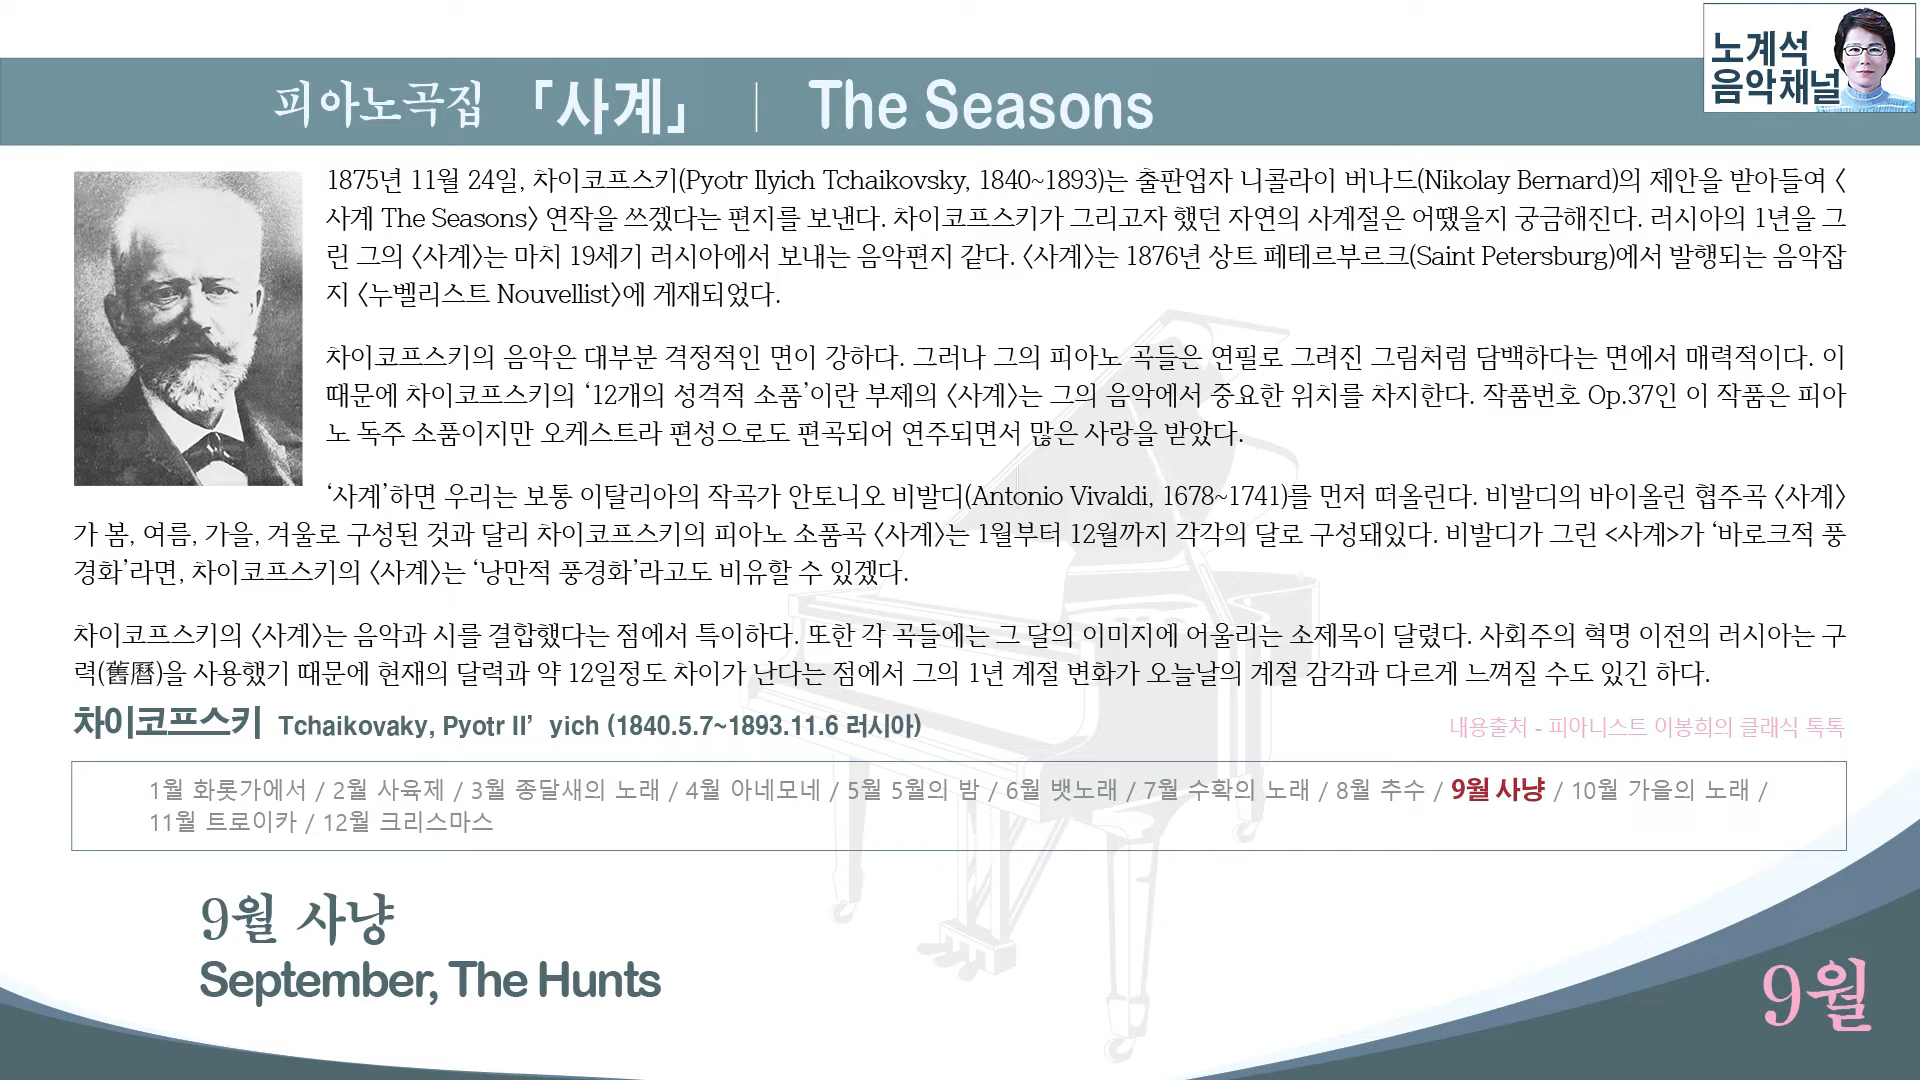 노계석
음악채널
피아노곡집 「사계」 | The Seasons
1875년 11월 24일, 차이코프스키(Pyotr Ilyich Tchaikovsky, 1840~1893)는 출판업자 니콜라이 버나드(Nikolay Bernard)의 제안을 받아들여 〈
사계 The Seasons〉 연작을 쓰겠다는 편지를 보낸다. 차이코프스키가 그리고자 했던 자연의 사계절은 어땠을지 궁금해진다. 러시아의 1년을 그
린 그의 〈사계〉는 마치 19세기 러시아에서 보내는 음악편지 같다. 〈사계〉는 1876년 상트 페테르부르크(Saint Petersburg)에서 발행되는 음악잡
지 〈누벨리스트 Nouvellist〉에 게재되었다.
차이코프스키의 음악은 대부분 격정적인 면이 강하다. 그러나 그의 피아노 곡들은 연필로 그려진 그림처럼 담백하다는 면에서 매력적이다. 이
때문에 차이코프스키의 ‘12개의 성격적 소품’이란 부제의 〈사계〉는 그의 음악에서 중요한 위치를 차지한다. 작품번호 Op.37인 이 작품은 피아
노 독주 소품이지만 오케스트라 편성으로도 편곡되어 연주되면서 많은 사랑을 받았다.
‘사계’하면 우리는 보통 이탈리아의 작곡가 안토니오 비발디(Antonio Vivaldi, 1678~1741)를 먼저 떠올린다. 비발디의 바이올린 협주곡 〈사계〉
가 봄, 여름, 가을, 겨울로 구성된 것과 달리 차이코프스키의 피아노 소품곡 〈사계〉는 1월부터 12월까지 각각의 달로 구성돼있다. 비발디가 그린 <사계>가 ‘바로크적 풍
경화’라면, 차이코프스키의 〈사계〉는 ‘낭만적 풍경화’라고도 비유할 수 있겠다.
차이코프스키의 〈사계〉는 음악과 시를 결합했다는 점에서 특이하다. 또한 각 곡들에는 그 달의 이미지에 어울리는 소제목이 달렸다. 사회주의 혁명 이전의 러시아는 구
력(舊曆)을 사용했기 때문에 현재의 달력과 약 12일정도 차이가 난다는 점에서 그의 1년 계절 변화가 오늘날의 계절 감각과 다르게 느껴질 수도 있긴 하다.
차이코프스키 Tchaikovaky, Pyotr Il’ yich (1840.5.7~1893.11.6 러시아)
내용출처 - 피아니스트 이봉희의 클래식 톡톡
1월 화롯가에서 / 2월 사육제 / 3월 종달새의 노래 / 4월 아네모네 / 5월 5월의 밤 / 6월 뱃노래 / 7월 수확의 노래 / 8월 추수 / 9월 사냥 / 10월 가을의 노래 /
11월 트로이카 / 12월 크리스마스
9월 사냥
September, The Hunts
9월